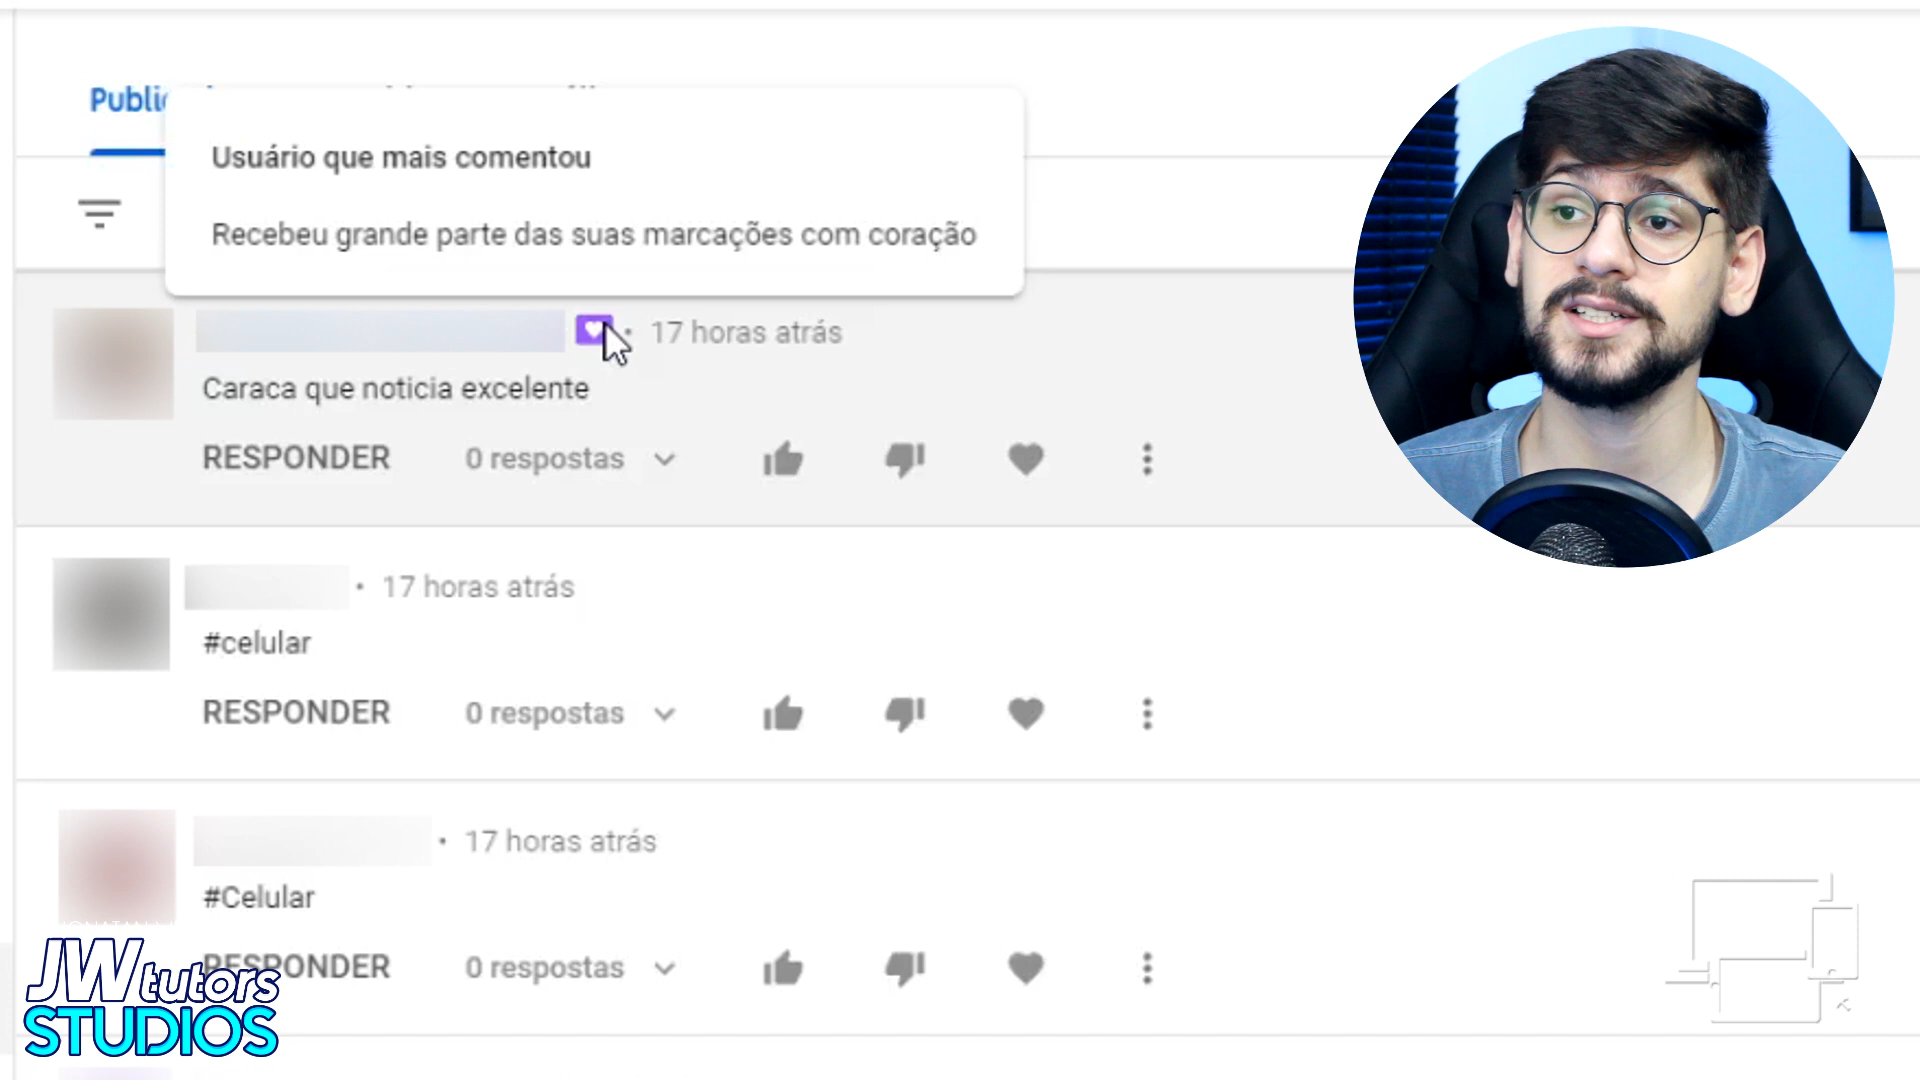 Public
Usuário que mais comentou
Recebeu grande parte das suas marcações com coração
17 horas atrás
Caraca que noticia excelente
RESPONDER
0 respostas
17 horas atrás
#celular
RESPONDER
0 respostas
17 horas atrás
#Celular
RESPONDER
0 respostas
JW tutors
STUDIOS